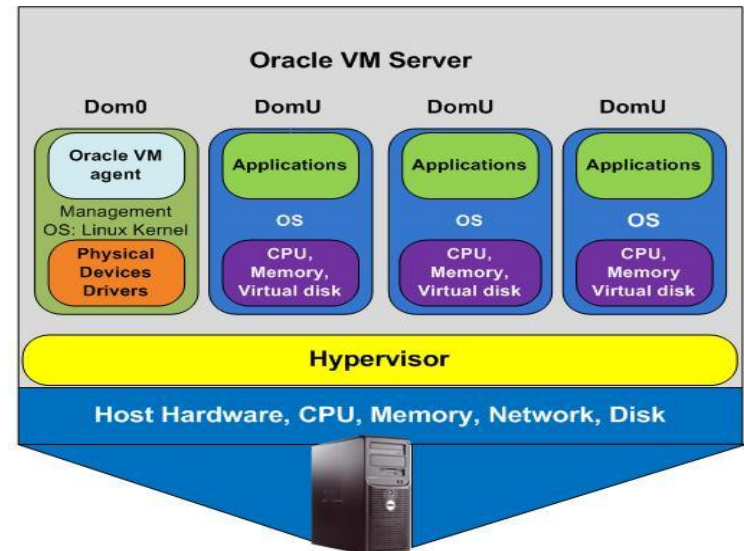 Oracle VM Server
Dom0
DomU
DomU
DomU
Oracle VM
agent
Management
OS: Linux Kernel
Physical
Devices
Drivers
Applications
OS
CPU,
Memory,
Virtual disk
Applications
OS
CPU,
Memory,
Virtual disk
Applications
OS
CPU,
Memory
Virtual disk
Hypervisor
Host Hardware, CPU, Memory, Network, Disk